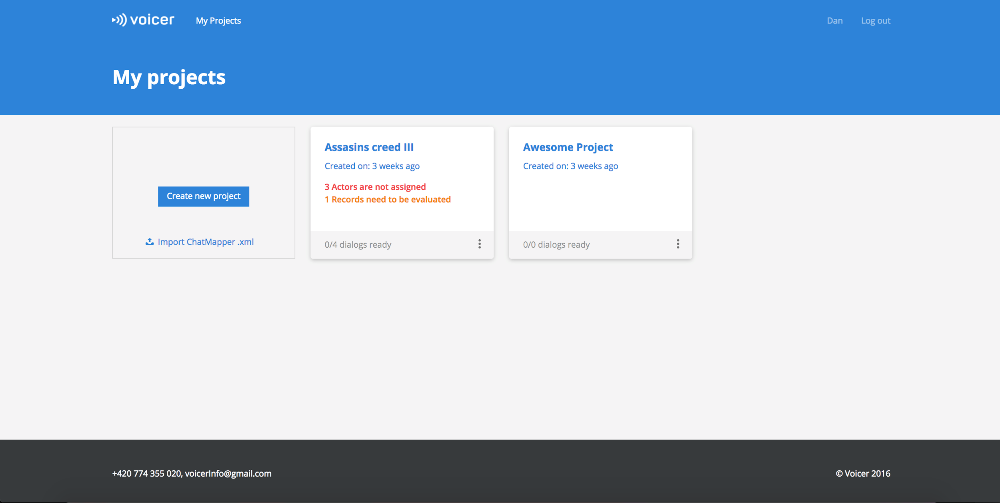 voicer
My Projects
Dan
Log out
My projects
Create new project
Import ChatMapper .xml
Assasins creed III
Created on: 3 weeks ago
3 Actors are not assigned
1 Records need to be evaluated
0/4 dialogs ready
Awesome Project
Created on: 3 weeks ago
0/0 dialogs ready
+420 774 355 020, voicerInfo@gmail.com
© Voicer 2016